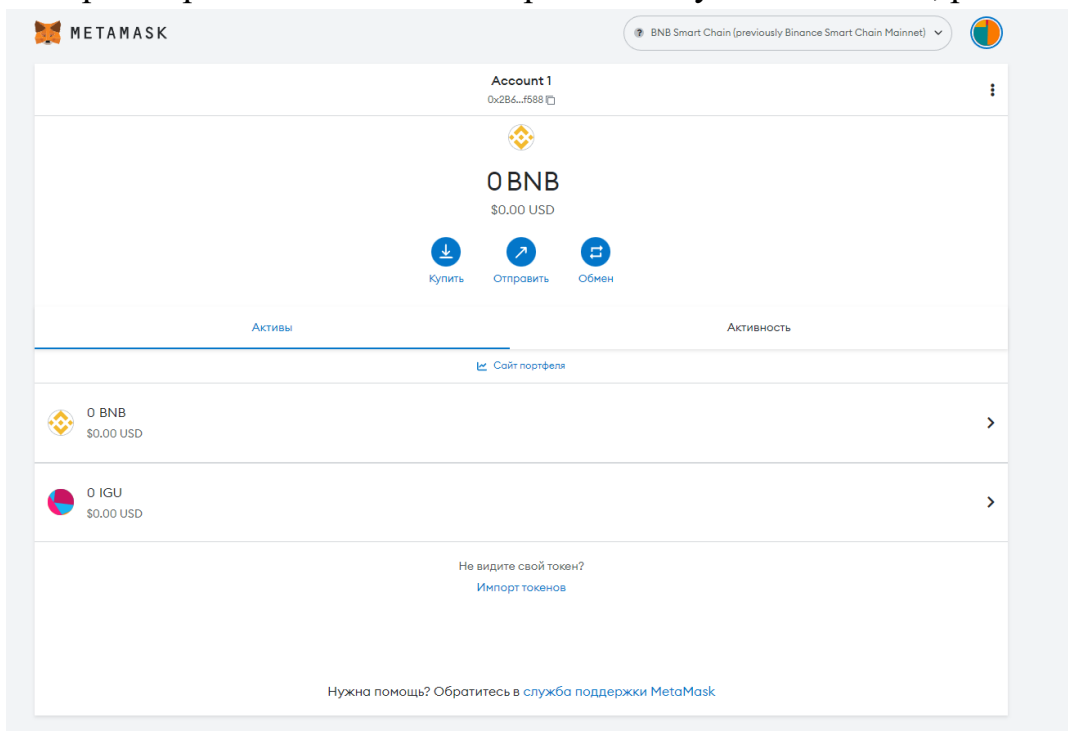 METAMASK
BNB Smart Chain (previously Binance Smart Chain Mainnet)
Account 1
0x2B6...f588
0 BNB
$0.00 USD
Купить Отправить Обмен
Активы Активность
Сайт портфеля
0 BNB
$0.00 USD
0 IGU
$0.00 USD
Не видите свой токен?
Импорт токенов
Нужна помощь? Обратитесь в служба поддержки MetaMask